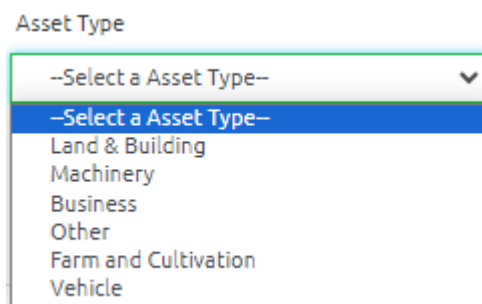 Asset Type
--Select a Asset Type--
--Select a Asset Type--
Land & Building
Machinery
Business
Other
Farm and Cultivation
Vehicle